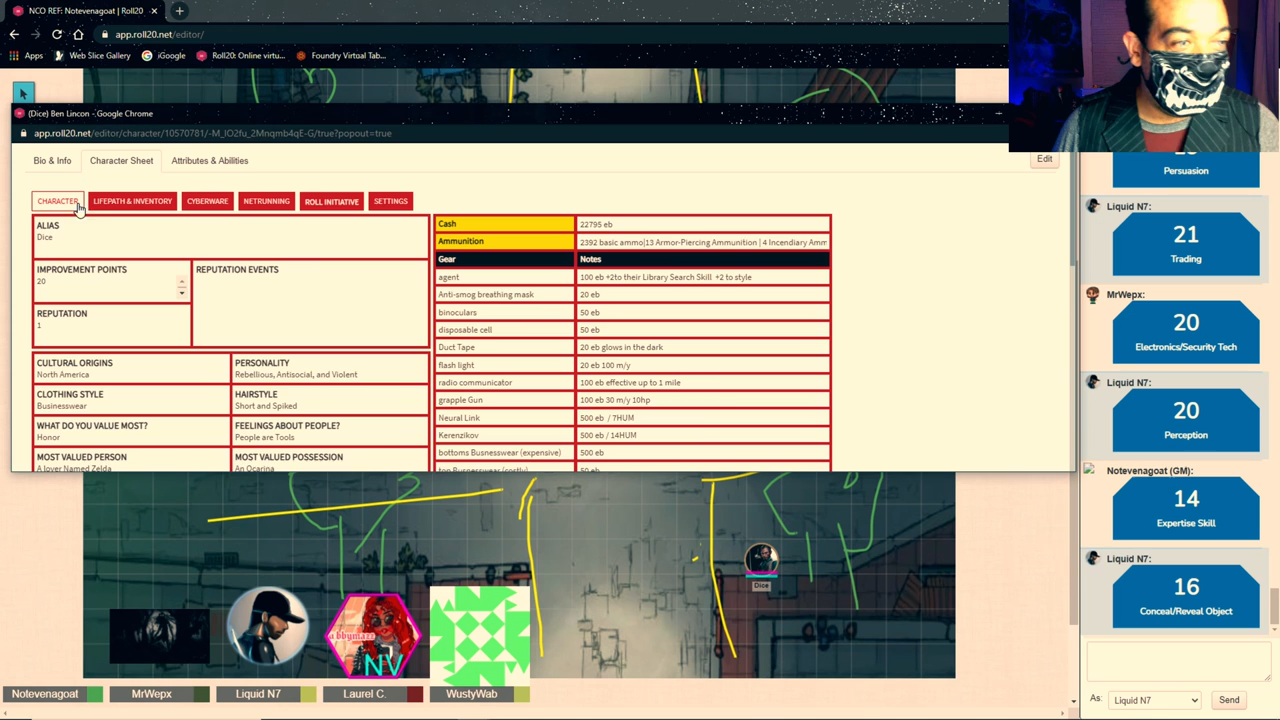 NCO REF: Notevenagoat | Roll20
app.roll20.net/editor/
Apps
Web Slice Gallery
iGoogle
Roll20: Online virtu...
Foundry Virtual Tab...
(Dice) Ben Lincon - Google Chrome
app.roll20.net/editor/character/10570781/-M_IO2fu_2Mnqmb4qE-G/true?popout=true
Bio & Info
Character Sheet
Attributes & Abilities
Edit
CHARACTER
LIFEPATH & INVENTORY
CYBERWARE
NETRUNNING
ROLL INITIATIVE
SETTINGS
ALIAS
Dice
IMPROVEMENT POINTS
20
REPUTATION EVENTS
REPUTATION
1
CULTURAL ORIGINS
North America
PERSONALITY
Rebellious, Antisocial, and Violent
CLOTHING STYLE
Businesswear
HAIRSTYLE
Short and Spiked
WHAT DO YOU VALUE MOST?
Honor
FEELINGS ABOUT PEOPLE?
People are Tools
MOST VALUED PERSON
A lover Named Zelda
MOST VALUED POSSESSION
An Ocarina
Cash 22795 eb
Ammunition 2392 basic ammo|13 Armor-Piercing Ammunition | 4 Incendiary Amm
Gear Notes
agent 100 eb +2to their Library Search Skill +2 to style
Anti-smog breathing mask 20 eb
binoculars 50 eb
disposable cell 50 eb
Duct Tape 20 eb glows in the dark
flash light 20 eb 100 m/y
radio communicator 100 eb effective up to 1 mile
grapple Gun 100 eb 30 m/y 10hp
Neural Link 500 eb / 7HUM
Kerenzikov 500 eb / 14HUM
bottoms Busnesswear (expensive) 500 eb
top Busnesswear (costly) 50 eb
Persuasion
Liquid N7:
21
Trading
MrWepx:
20
Electronics/Security Tech
Liquid N7:
20
Perception
Notevenagoat (GM):
14
Expertise Skill
Liquid N7:
16
Conceal/Reveal Object
As:
Liquid N7
Send
Dice
abbymarr
NV
Notevenagoat
MrWepx
Liquid N7
Laurel C.
WustyWab